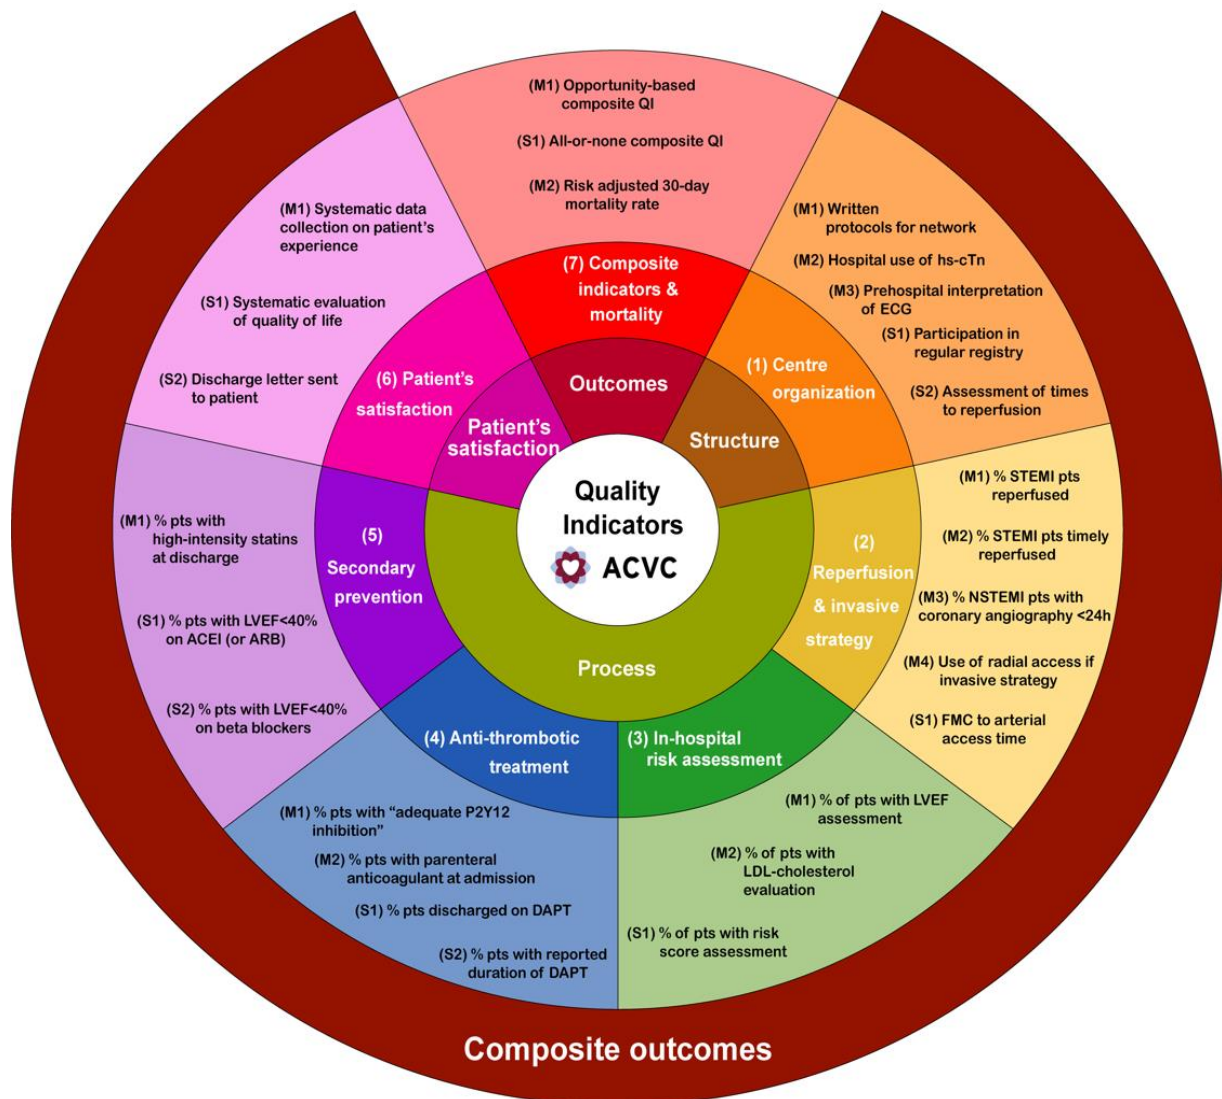 (M1) Opportunity-based
composite QI
(S1) All-or-none composite QI
(M2) Risk adjusted 30-day
mortality rate
(7) Composite
indicators &
mortality
Outcomes
(M1) Written
protocols for network
(M2) Hospital use of hs-cTn
(M3) Prehospital interpretation
of ECG
(S1) Participation in
regular registry
(S2) Assessment of times
to reperfusion
(1) Centre
organization
Structure
(M1) % STEMI pts
reperfused
(M2) % STEMI pts timely
reperfused
(M3) % NSTEMI pts with
coronary angiography <24h
(M4) Use of radial access if
invasive strategy
(S1) FMC to arterial
access time
(2)
Reperfusion
& invasive
strategy
(M1) % of pts with LVEF
assessment
(M2) % of pts with
LDL-cholesterol
evaluation
(S1) % of pts with risk
score assessment
(3) In-hospital
risk assessment
Process
(4) Anti-thrombotic
treatment
(M1) % pts with “adequate P2Y12
inhibition”
(M2) % pts with parenteral
anticoagulant at admission
(S1) % pts discharged on DAPT
(S2) % pts with reported
duration of DAPT
(5)
Secondary
prevention
(M1) % pts with
high-intensity statins
at discharge
(S1) % pts with LVEF<40%
on ACEI (or ARB)
(S2) % pts with LVEF<40%
on beta blockers
(M1) Systematic data
collection on patient’s
experience
(S1) Systematic evaluation
of quality of life
(S2) Discharge letter sent
to patient
(6) Patient’s
satisfaction
Patient’s
satisfaction
Quality
Indicators
ACVC
Composite outcomes